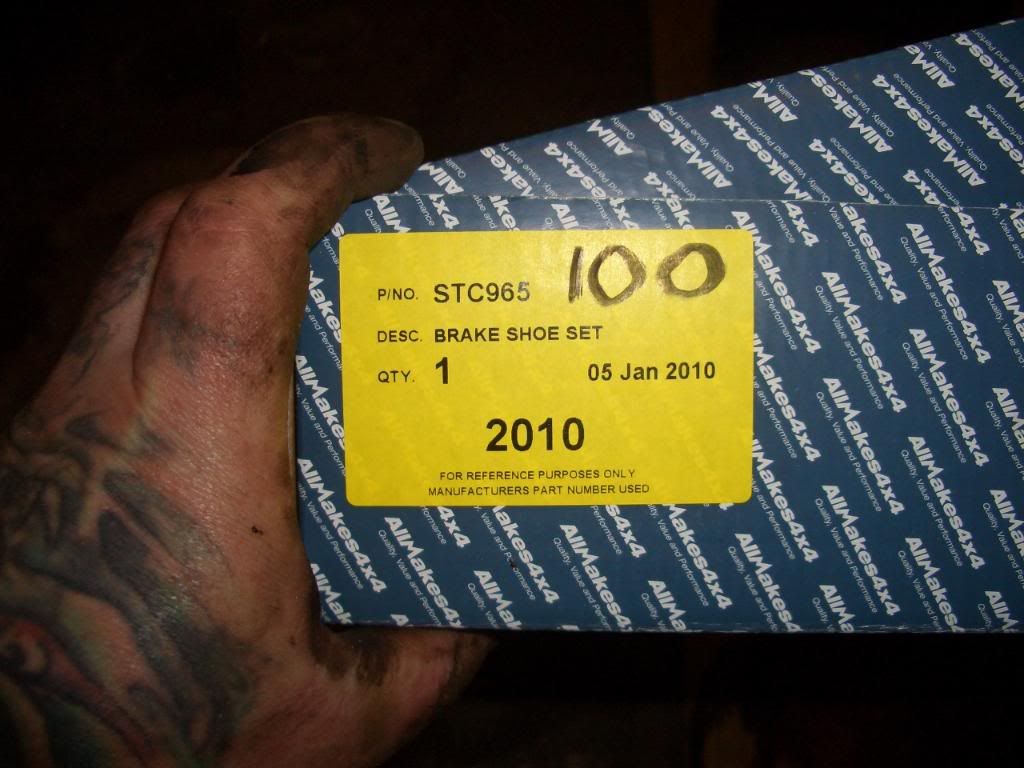 P/NO. STC965 100
DESC. BRAKE SHOE SET
QTY. 1 05 Jan 2010
2010
FOR REFERENCE PURPOSES ONLY
MANUFACTURERS PART NUMBER USED
AllMakes4x4
Quality, Value and Performance